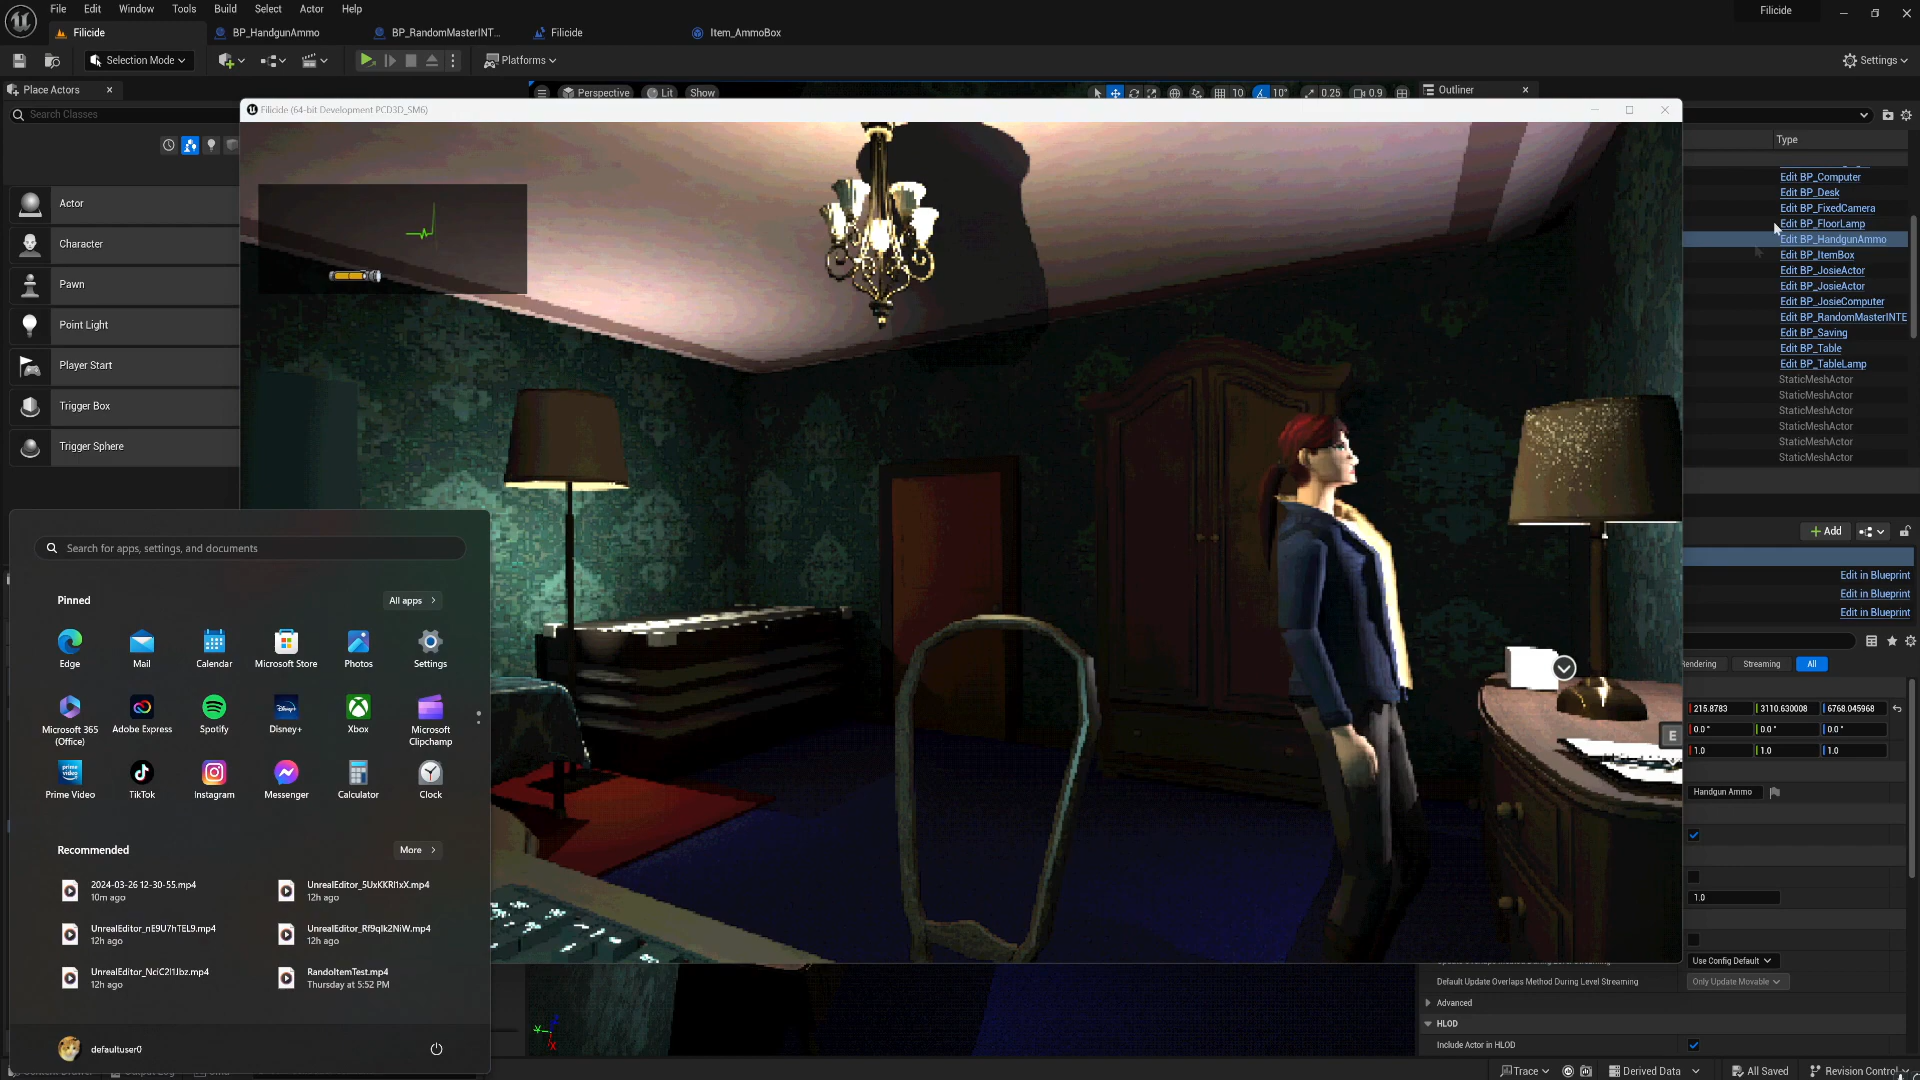 File Edit Window Tools Build Select Actor Help
Filicide
Filicide BP_HandgunAmmo BP_RandomMasterINT... Filicide Item_AmmoBox
Selection Mode Platforms Settings
Place Actors
Search Classes
Perspective Lit Show 10 10° 0.25 0.9
Outliner
Filicide (64-bit Development PCD3D_SM6)
Type
Actor
Character
Pawn
Point Light
Player Start
Trigger Box
Trigger Sphere
Edit BP_Computer
Edit BP_Desk
Edit BP_FixedCamera
Edit BP_FloorLamp
Edit BP_HandgunAmmo
Edit BP_ItemBox
Edit BP_JosieActor
Edit BP_JosieActor
Edit BP_JosieComputer
Edit BP_RandomMasterINTE
Edit BP_Saving
Edit BP_Table
Edit BP_TableLamp
StaticMeshActor
StaticMeshActor
StaticMeshActor
StaticMeshActor
StaticMeshActor
StaticMeshActor
Add
Edit in Blueprint
Edit in Blueprint
Edit in Blueprint
Rendering Streaming All
215.8783 3110.630008 6768.045968
0.0° 0.0° 0.0°
1.0 1.0 1.0
E
Handgun Ammo
1.0
Use Config Default
Default Update Overlaps Method During Level Streaming Only Update Movable
Advanced
HLOD
Include Actor in HLOD
Search for apps, settings, and documents
Pinned All apps
Edge Mail Calendar Microsoft Store Photos Settings
Microsoft 365 (Office) Adobe Express Spotify Disney+ Xbox Microsoft Clipchamp
Prime Video TikTok Instagram Messenger Calculator Clock
Recommended More
2024-03-26 12-30-55.mp4
10m ago
UnrealEditor_5UxKKRl1xX.mp4
12h ago
UnrealEditor_nE9U7hTEL9.mp4
12h ago
UnrealEditor_Rf9qIk2NiW.mp4
12h ago
UnrealEditor_NciC2l1Jbz.mp4
12h ago
RandoItemTest.mp4
Thursday at 5:52 PM
defaultuser0
Trace Derived Data All Saved Revision Control